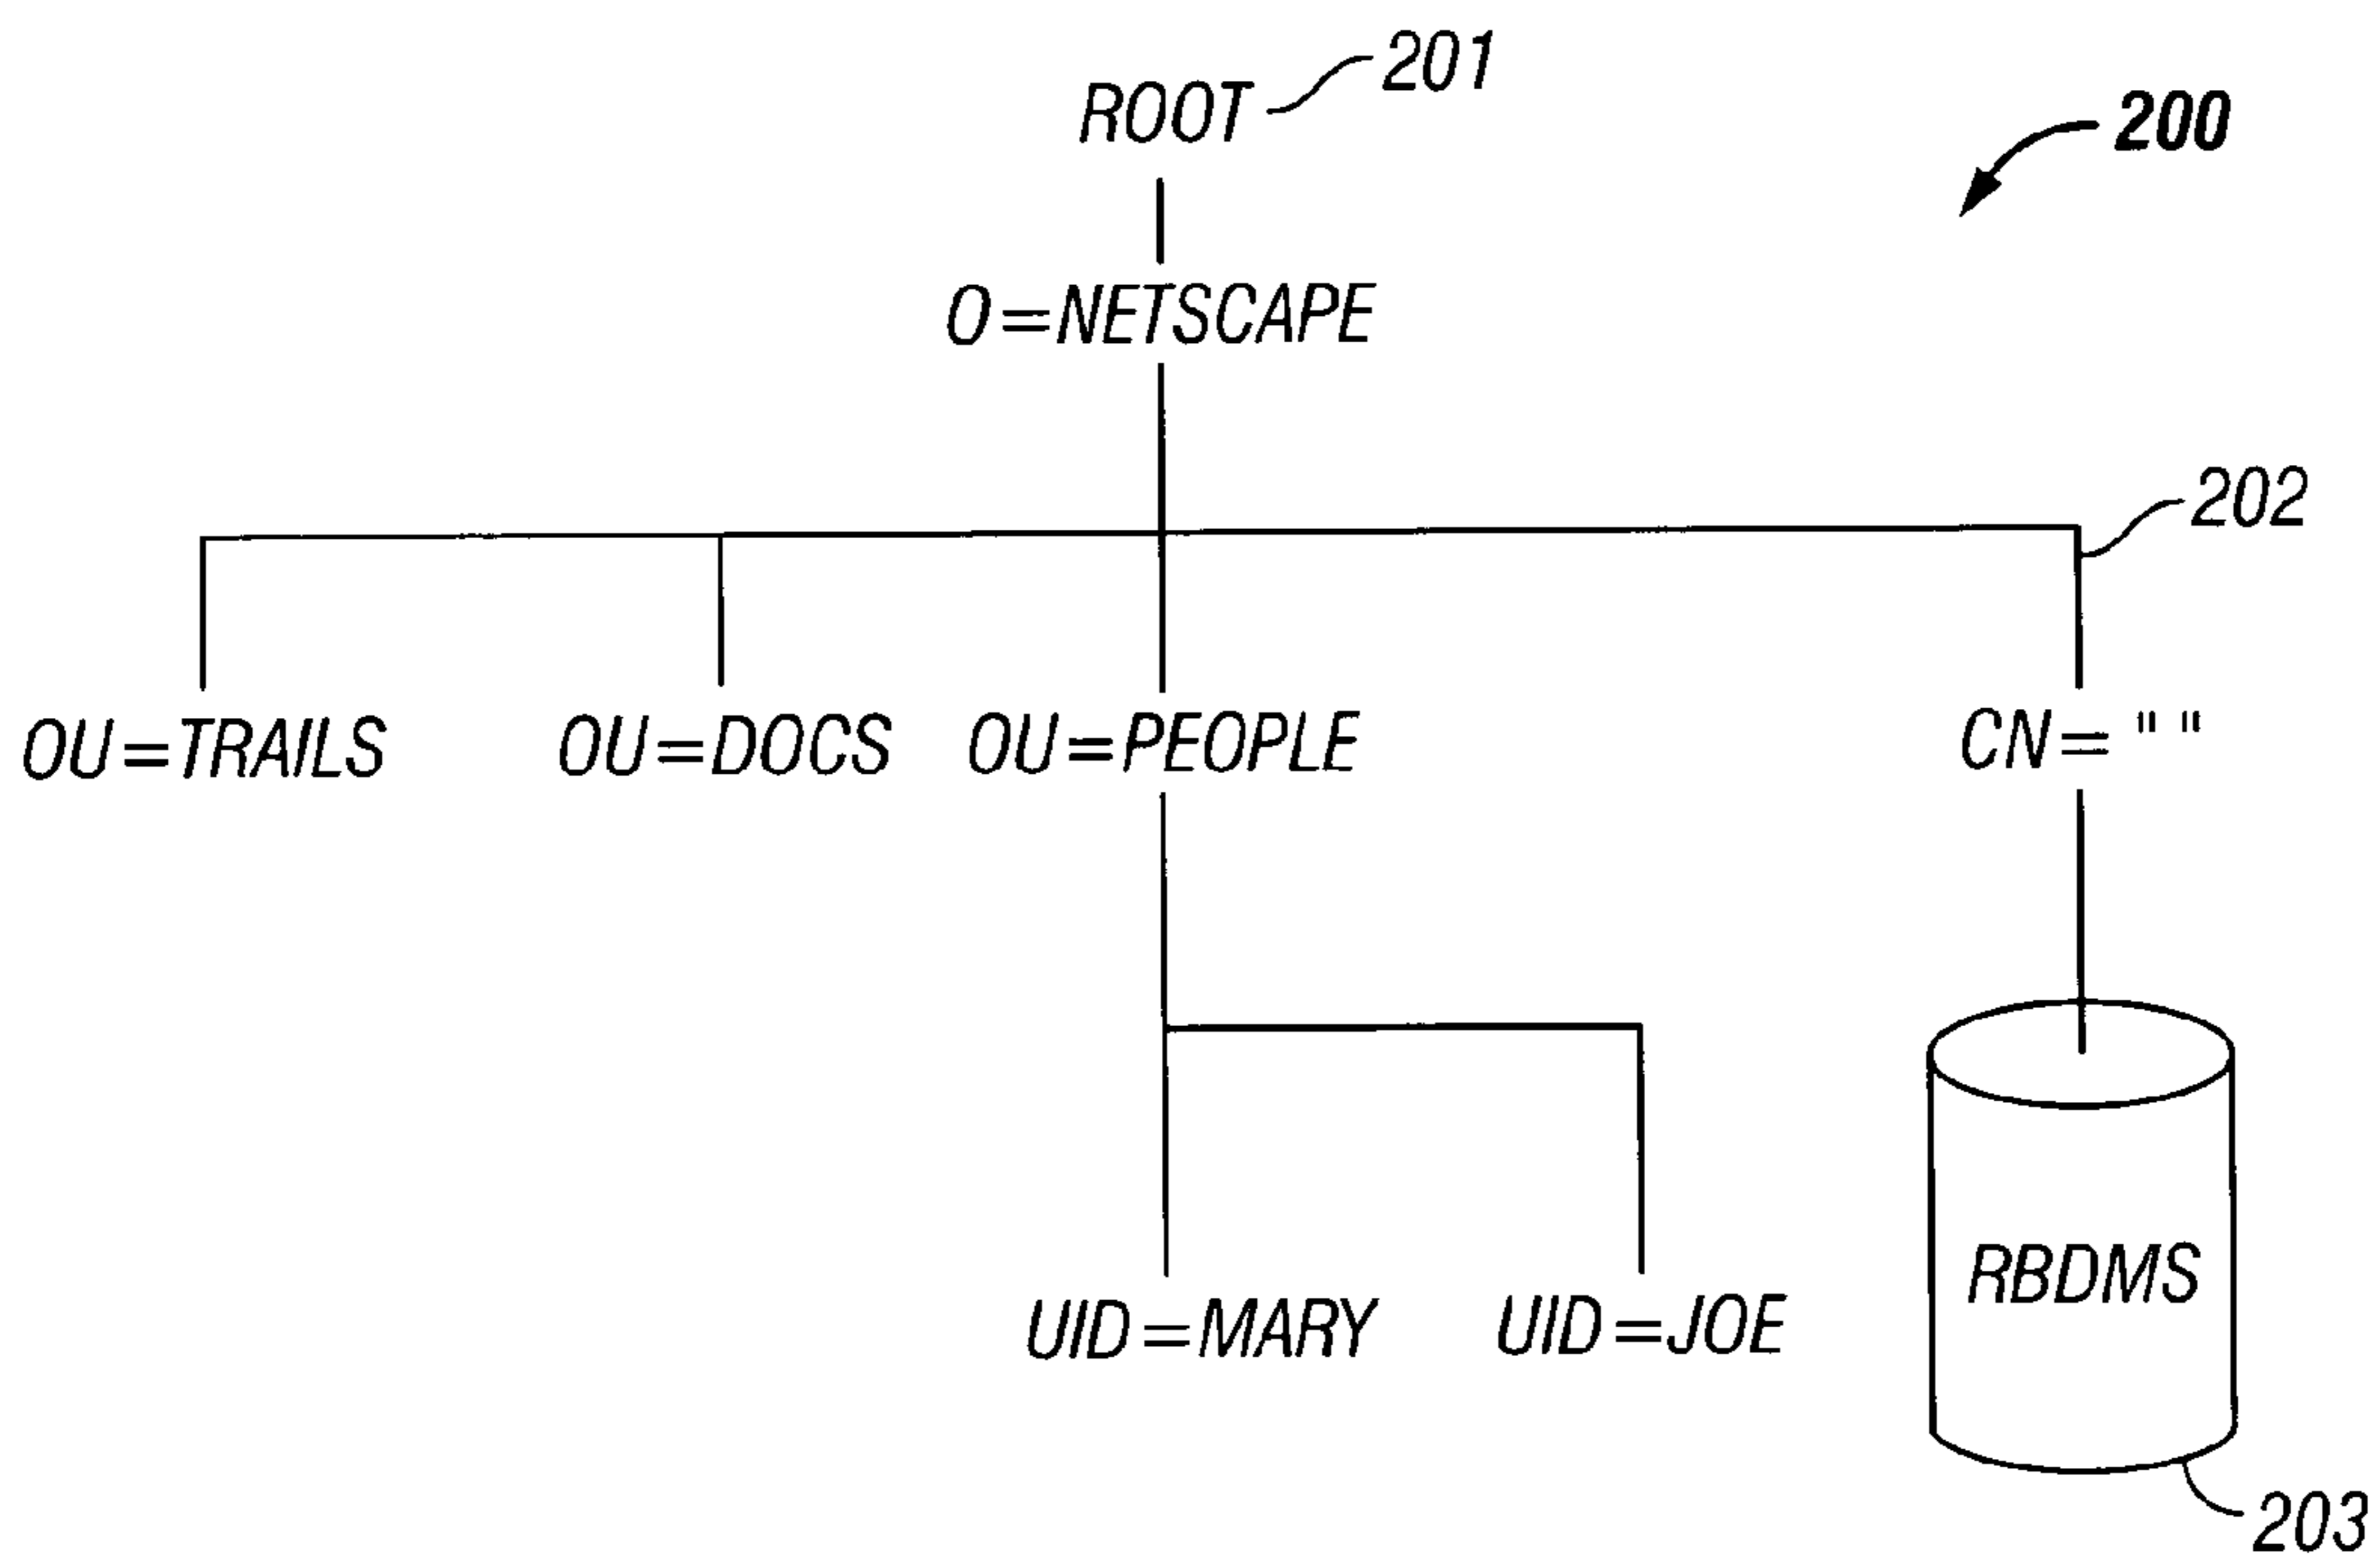 201
ROOT
200
O=NETSCAPE
202
OU=TRAILS OU=DOCS OU=PEOPLE CN=" "
RBDMS
UID=MARY UID=JOE
203